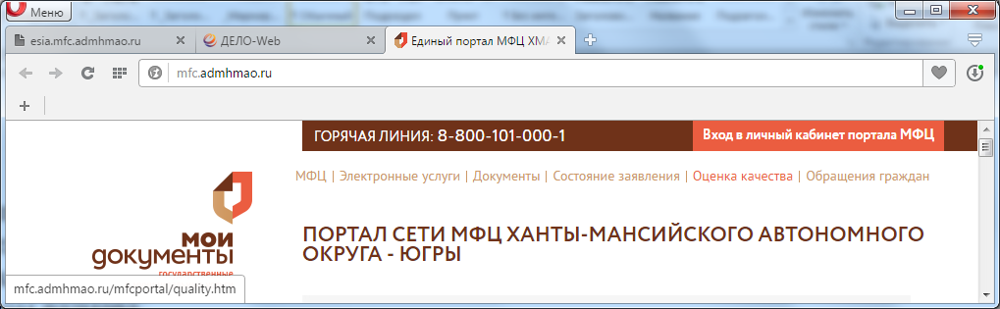 Меню
esia.mfc.admhmao.ru
ДЕЛО-Web
Единый портал МФЦ ХМА
mfc.admhmao.ru
ГОРЯЧАЯ ЛИНИЯ: 8-800-101-000-1
Вход в личный кабинет портала МФЦ
МФЦ | Электронные услуги | Документы | Состояние заявления | Оценка качества | Обращения граждан
мои
документы
государственные
ПОРТАЛ СЕТИ МФЦ ХАНТЫ-МАНСИЙСКОГО АВТОНОМНОГО
ОКРУГА - ЮГРЫ
mfc.admhmao.ru/mfcportal/quality.htm